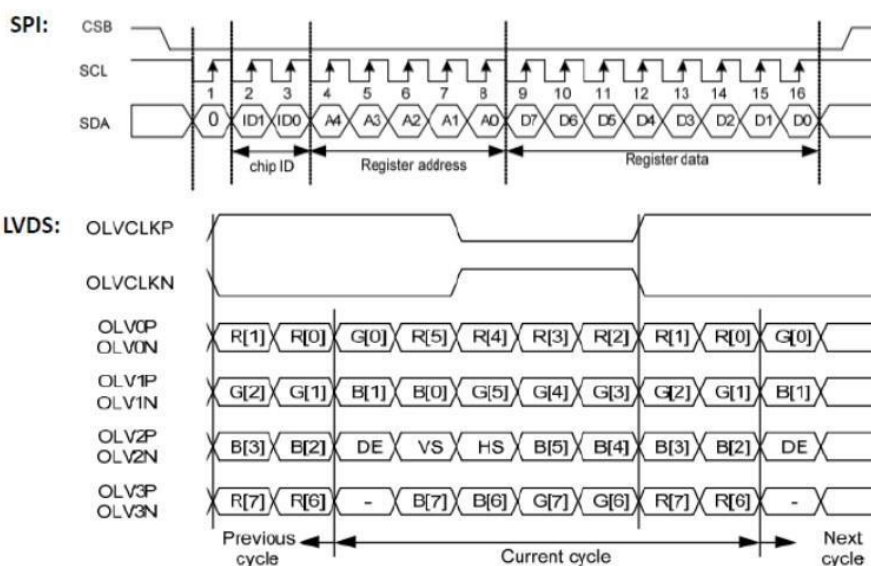 SPI:
CSB
SCL
1 2 3 4 5 6 7 8 9 10 11 12 13 14 15 16
SDA
0 ID1 ID0 A4 A3 A2 A1 A0 D7 D6 D5 D4 D3 D2 D1 D0
chip ID Register address Register data
LVDS:
OLVCLKP
OLVCLKN
OLV0P
OLV0N
R[1] R[0] G[0] R[5] R[4] R[3] R[2] R[1] R[0] G[0]
OLV1P
OLV1N
G[2] G[1] B[1] B[0] G[5] G[4] G[3] G[2] G[1] B[1]
OLV2P
OLV2N
B[3] B[2] DE VS HS B[5] B[4] B[3] B[2] DE
OLV3P
OLV3N
R[7] R[6] - B[7] B[6] G[7] G[6] R[7] R[6] -
Previous cycle
Current cycle
Next cycle